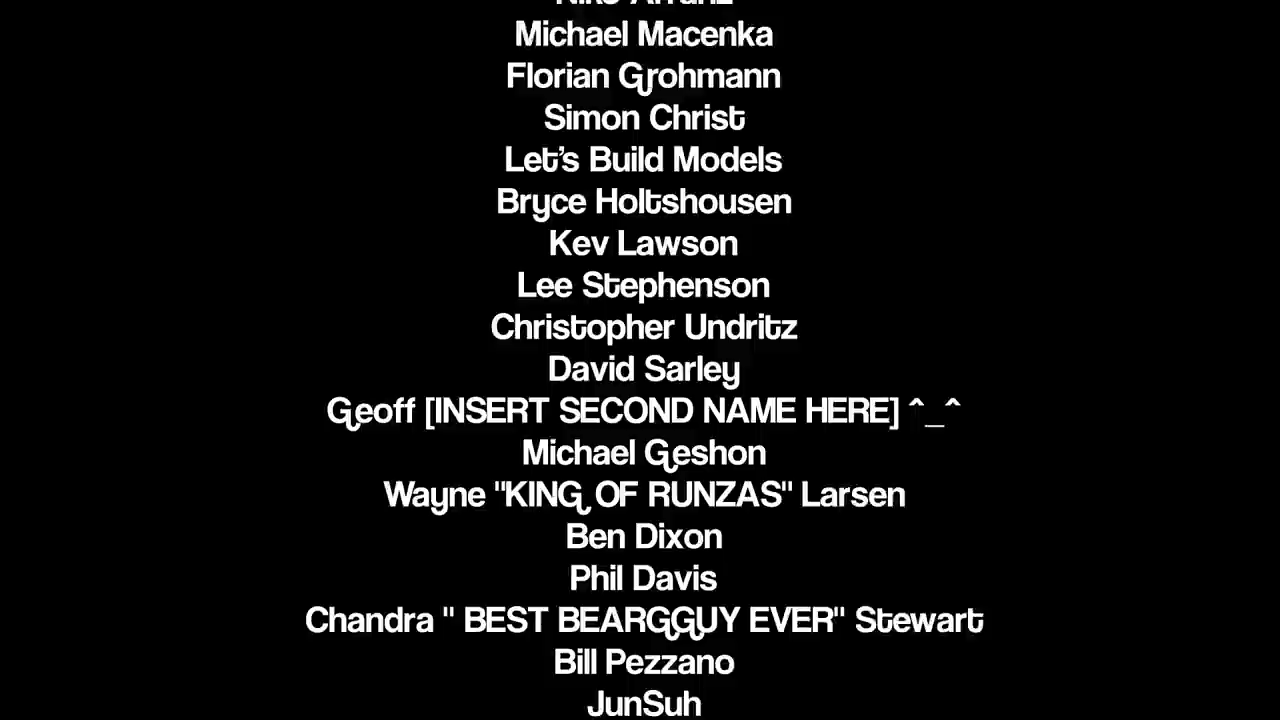 Michael Macenka
Florian Grohmann
Simon Christ
Let's Build Models
Bryce Holtshousen
Kev Lawson
Lee Stephenson
Christopher Undritz
David Sarley
Geoff [INSERT SECOND NAME HERE] ^_^
Michael Geshon
Wayne "KING OF RUNZAS" Larsen
Ben Dixon
Phil Davis
Chandra " BEST BEARGGUY EVER" Stewart
Bill Pezzano
JunSuh